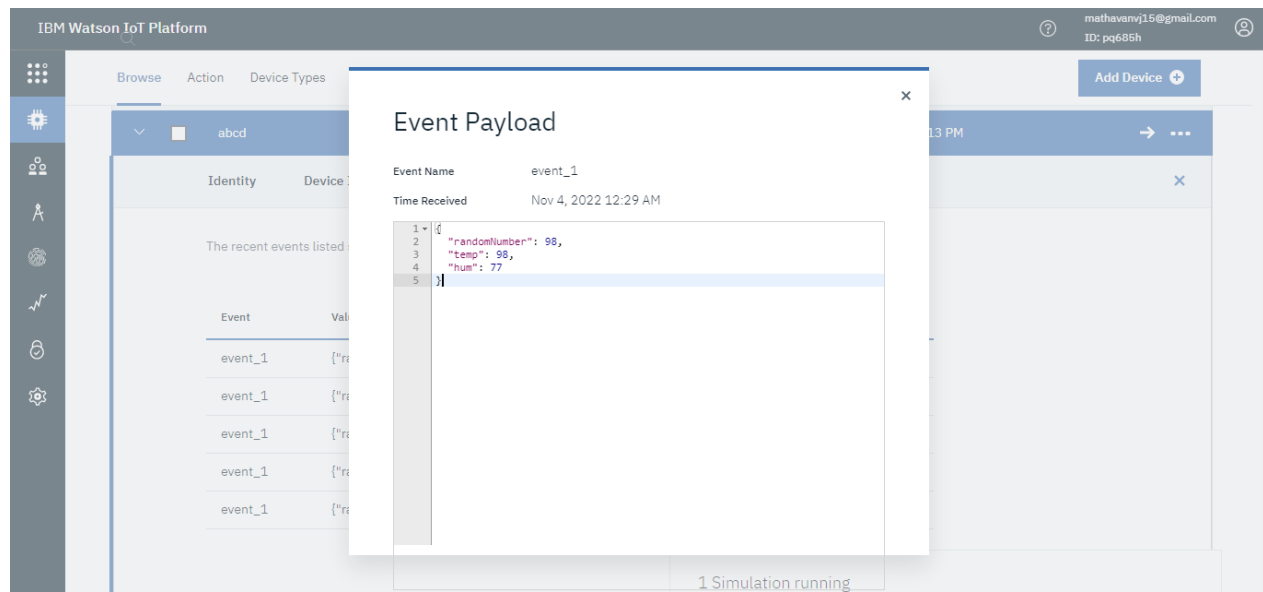 IBM Watson IoT Platform
mathavanvj15@gmail.com
ID: pq685h
Browse Action Device Types
Add Device
abcd
13 PM
Identity Device
The recent events listed
Event
event_1
event_1
event_1
event_1
event_1
Event Payload
Event Name event_1
Time Received Nov 4, 2022 12:29 AM
1 {
2 "randomNumber": 98,
3 "temp": 98,
4 "hum": 77
5 }
1 Simulation running